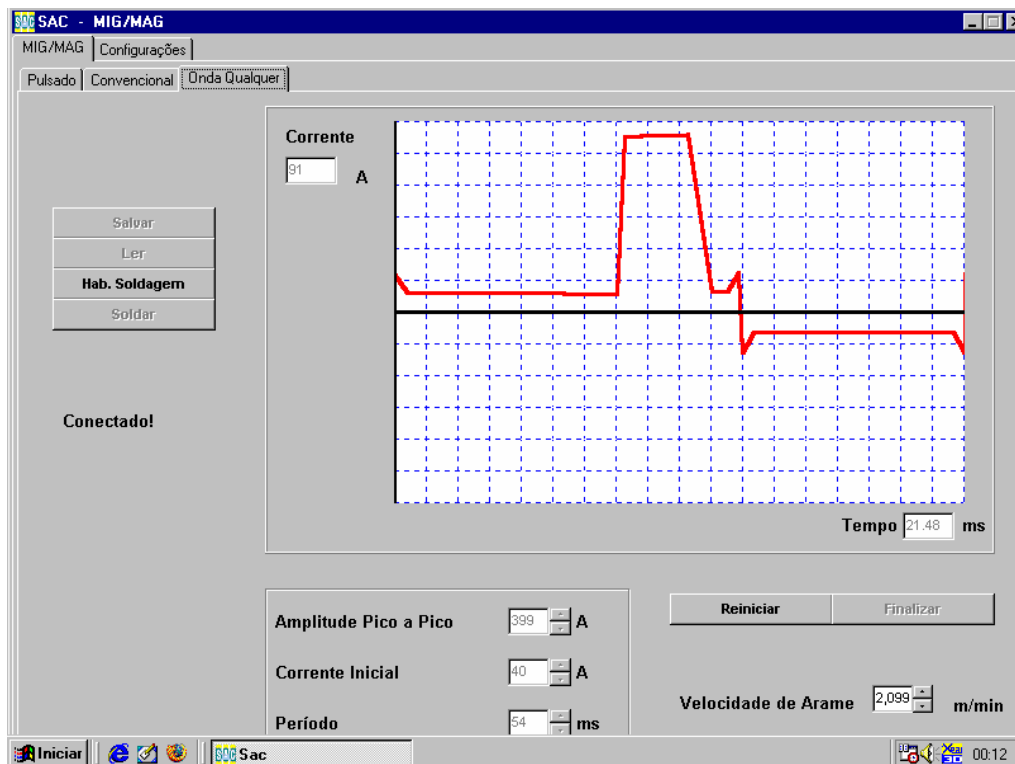 SAC SAC - MIG/MAG
MIG/MAG Configurações
Pulsado Convencional Onda Qualquer
Corrente
91 A
Salvar
Ler
Hab. Soldagem
Soldar
Conectado!
Tempo 21.48 ms
Amplitude Pico a Pico 399 A
Corrente Inicial 40 A
Período 54 ms
Reiniciar Finalizar
Velocidade de Arame 2,099 m/min
Iniciar SAC Sac 00:12